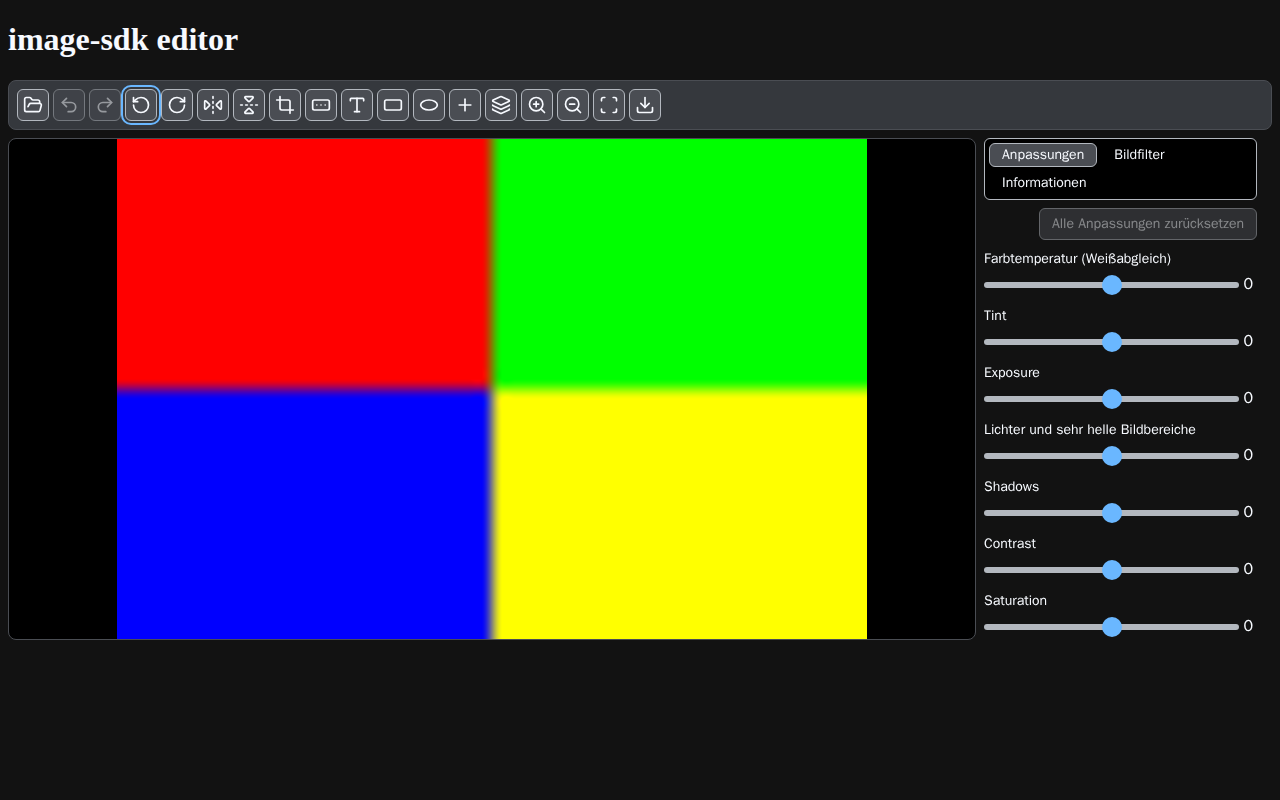 image-sdk editor
Anpassungen Bildfilter
Informationen
Alle Anpassungen zurücksetzen
Farbtemperatur (Weißabgleich)
0
Tint
0
Exposure
0
Lichter und sehr helle Bildbereiche
0
Shadows
0
Contrast
0
Saturation
0